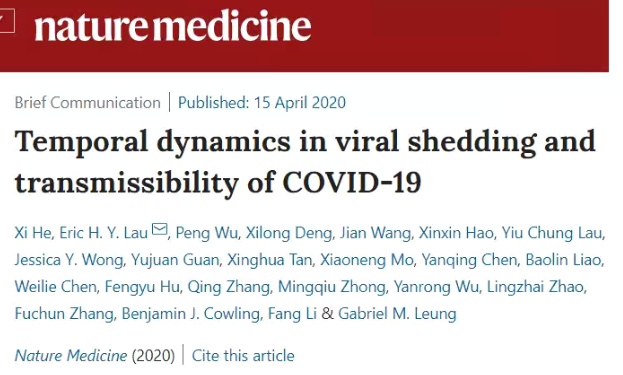 nature medicine
Brief Communication | Published: 15 April 2020
Temporal dynamics in viral shedding and
transmissibility of COVID-19
Xi He, Eric H. Y. Lau, Peng Wu, Xilong Deng, Jian Wang, Xinxin Hao, Yiu Chung Lau,
Jessica Y. Wong, Yujuan Guan, Xinghua Tan, Xiaoneng Mo, Yanqing Chen, Baolin Liao,
Weilie Chen, Fengyu Hu, Qing Zhang, Mingqiu Zhong, Yanrong Wu, Lingzhai Zhao,
Fuchun Zhang, Benjamin J. Cowling, Fang Li & Gabriel M. Leung
Nature Medicine (2020) | Cite this article